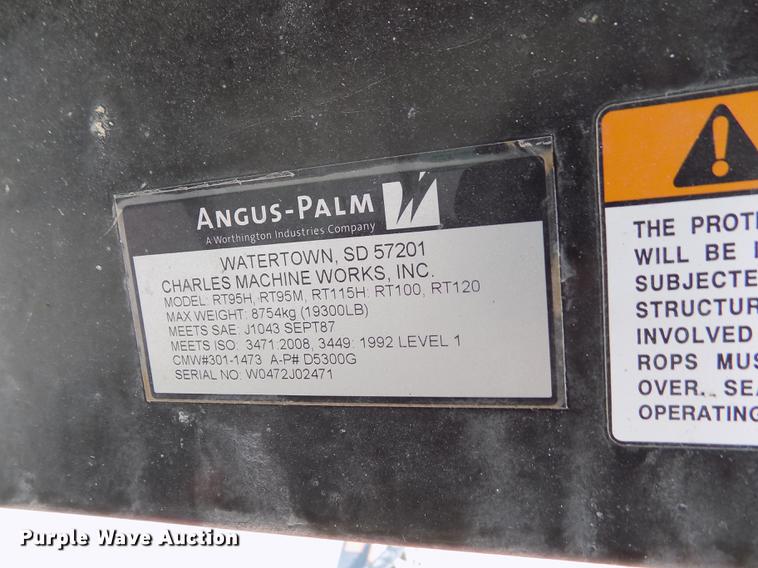 ANGUS-PALM
A Worthington Industries Company
WATERTOWN, SD 57201
CHARLES MACHINE WORKS, INC.
MODEL: RT95H, RT95M, RT115H, RT100, RT120
MAX WEIGHT: 8754kg (19300LB)
MEETS SAE: J1043 SEPT87
MEETS ISO: 3471:2008, 3449: 1992 LEVEL 1
CMW#301-1473 A-P# D5300G
SERIAL NO: W0472J02471
THE PROT
WILL BE
SUBJECTE
STRUCTUR
INVOLVED
ROPS MUS
OVER. SEA
OPERATING
Purple Wave Auction